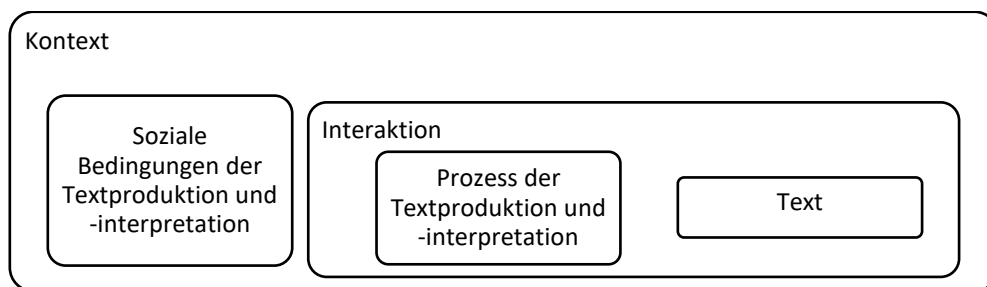 Kontext
Soziale
Bedingungen der
Textproduktion und
-interpretation
Interaktion
Prozess der
Textproduktion und
-interpretation
Text